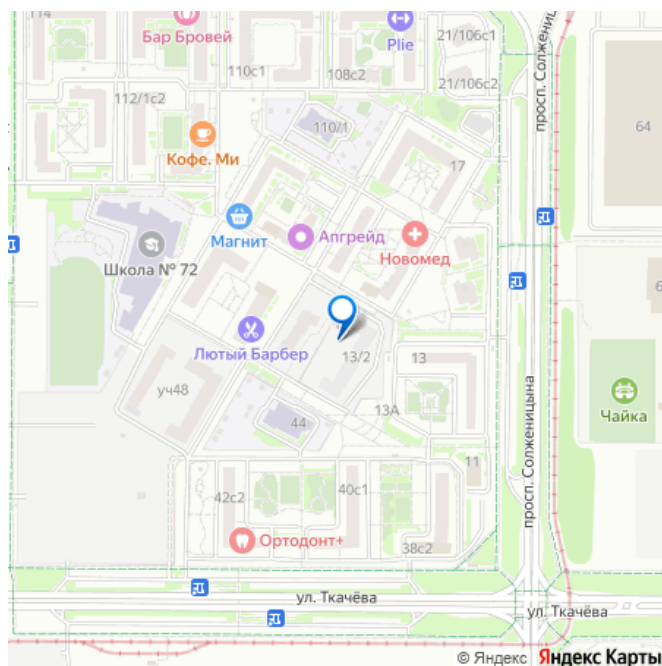 114
Бар Бровей
Plie
21/106с1
110с1
108с2
21/106с2
112/1с2
просп. Солженицы
110/1
64
Кофе. Ми
17
Магнит
Апгрейд
Новомед
Школа № 72
6
Лютый Барбер
13/2
13
уч48
Чайка
13А
44
просп. Солженицына
11
42с2
40с1
Ортодонт+
38с2
ул. Ткачёва
ул. Ткачёва
© Яндекс Яндекс Карты